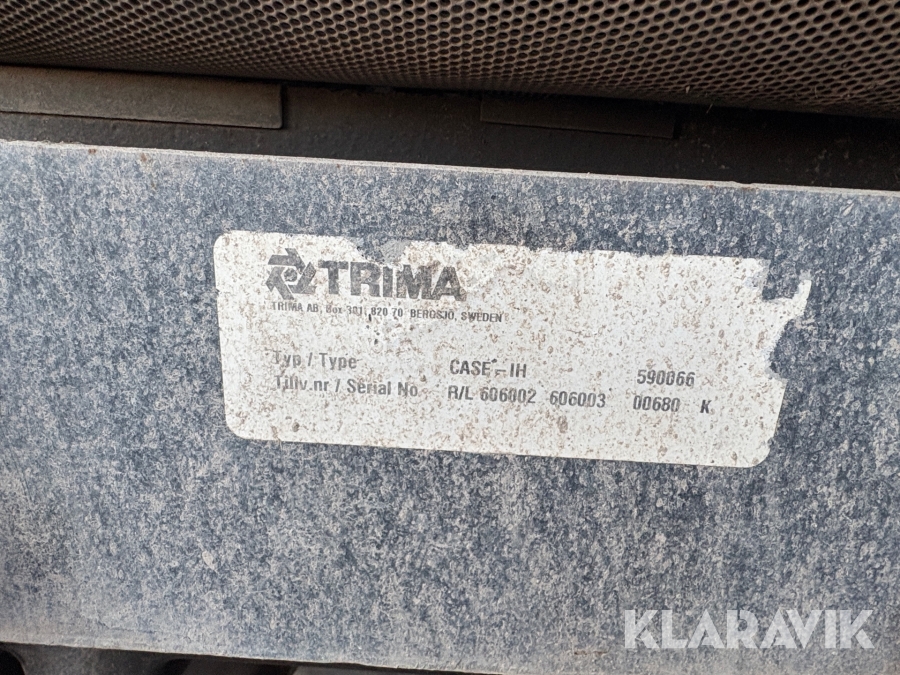 TRIMA
TRIMA AB, Box 301, 820 70 BERGSJÖ, SWEDEN
Typ / Type CASE - IH 590066
Tillv.nr / Serial No R/L 606002 606003 00680 K
KLARAVIK